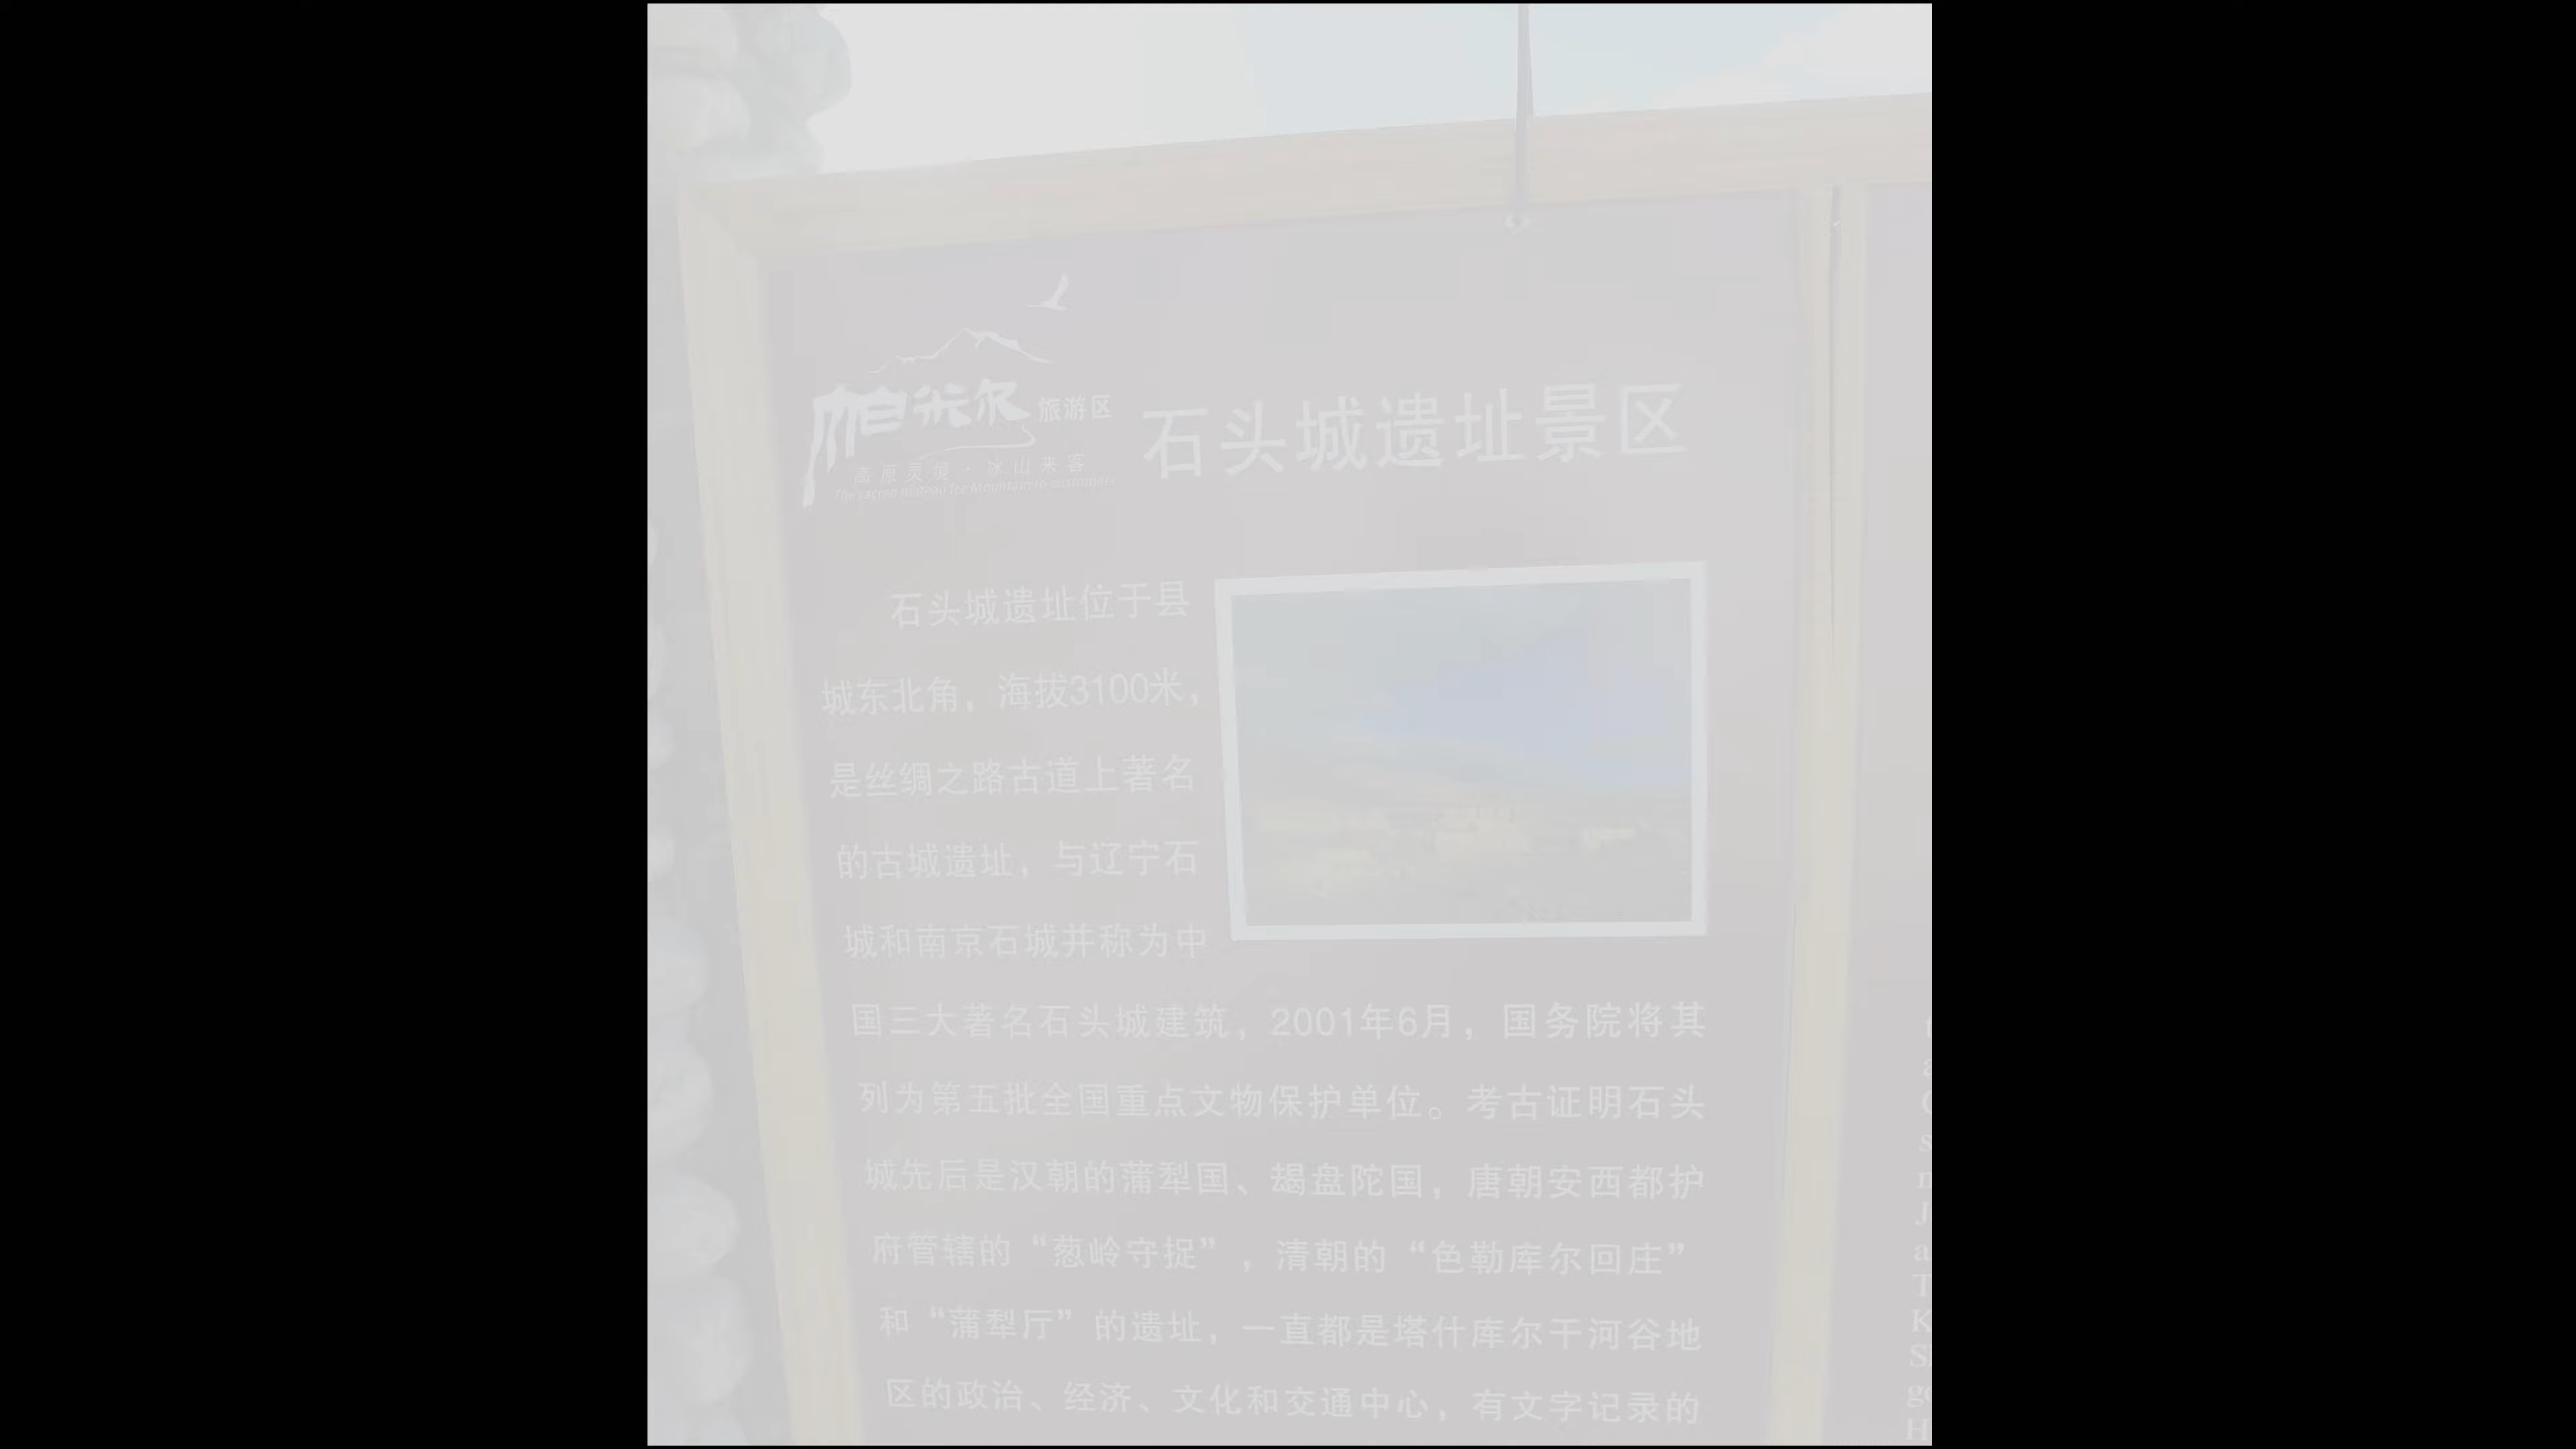 帕米尔 旅游区
高原灵境·冰山来客
The sacred plateau Ice Mountain to customers
石头城遗址景区
石头城遗址位于县
城东北角，海拔3100米，
是丝绸之路古道上著名
的古城遗址，与辽宁石
城和南京石城并称为中
国三大著名石头城建筑，2001年6月，国务院将其
列为第五批全国重点文物保护单位。考古证明石头
城先后是汉朝的蒲犁国、朅盘陀国，唐朝安西都护
府管辖的“葱岭守捉”，清朝的“色勒库尔回庄”
和“蒲犁厅”的遗址，一直都是塔什库尔干河谷地
区的政治、经济、文化和交通中心，有文字记录的